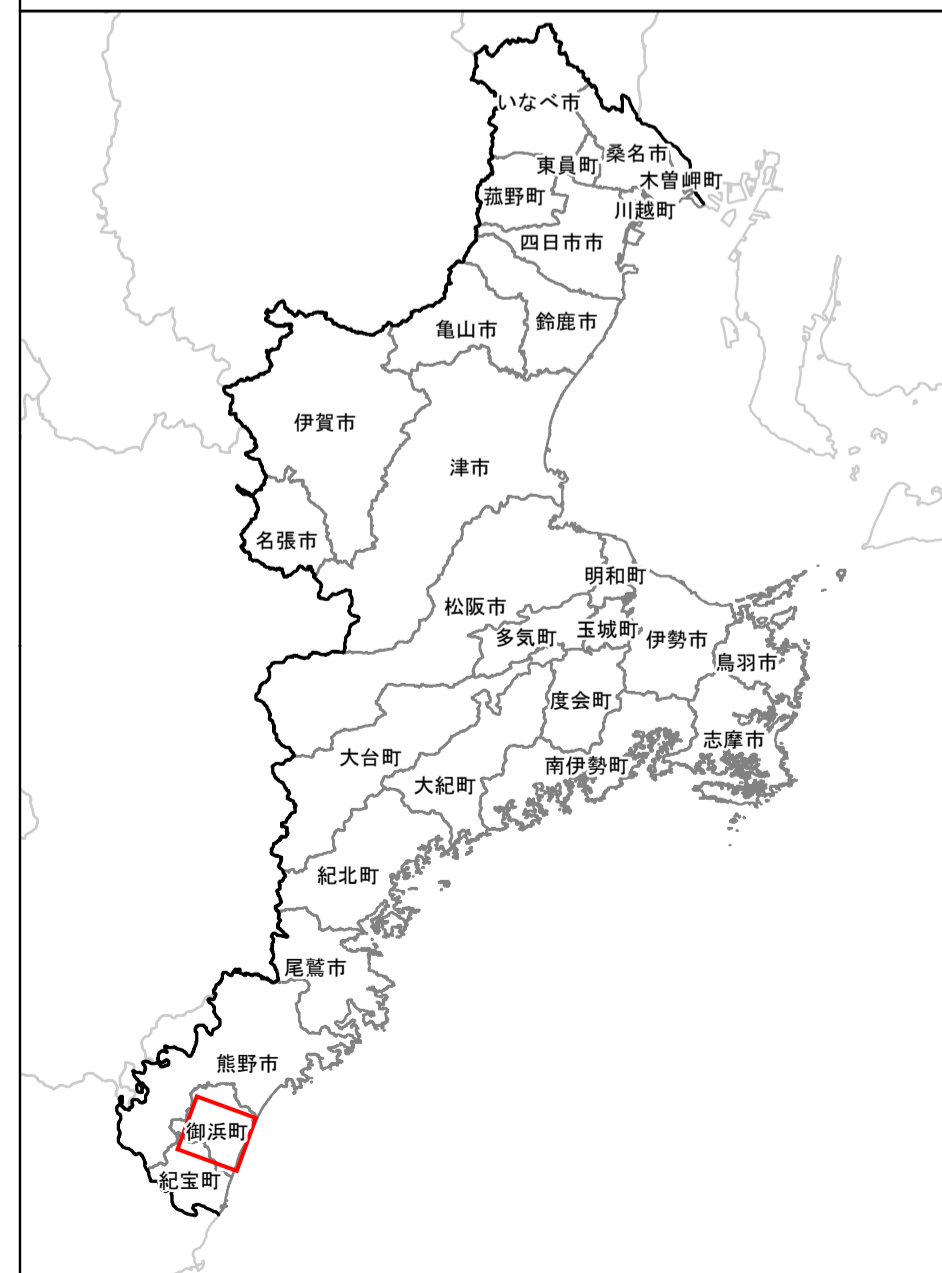 いなべ市
東員町
桑名市
木曽岬町
菰野町
川越町
四日市市
亀山市
鈴鹿市
伊賀市
津市
名張市
明和町
松阪市
多気町
玉城町
伊勢市
鳥羽市
度会町
志摩市
大台町
南伊勢町
大紀町
紀北町
尾鷲市
熊野市
御浜町
紀宝町